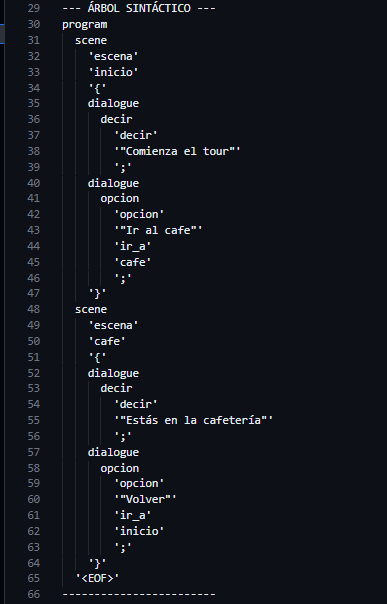 29 --- ÁRBOL SINTÁCTICO ---
30 program
31   scene
32     'escena'
33     'inicio'
34     '{'
35     dialogue
36       decir
37         'decir'
38         '"Comienza el tour"'
39         ';'
40     dialogue
41       opcion
42         'opcion'
43         '"Ir al cafe"'
44         'ir_a'
45         'cafe'
46         ';'
47     '}'
48   scene
49     'escena'
50     'cafe'
51     '{'
52     dialogue
53       decir
54         'decir'
55         '"Estás en la cafetería"'
56         ';'
57     dialogue
58       opcion
59         'opcion'
60         '"Volver"'
61         'ir_a'
62         'inicio'
63         ';'
64     '}'
65   '<EOF>'
66 ------------------------